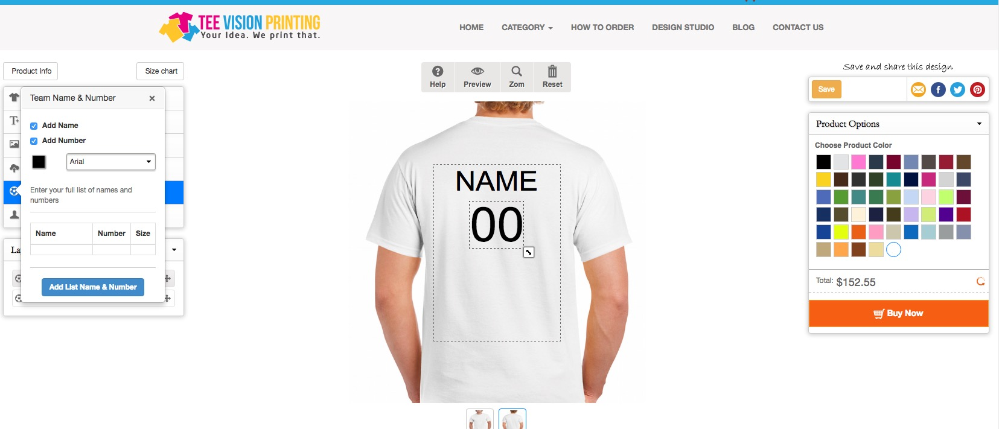 TEE VISION PRINTING
Your Idea. We print that.
HOME
CATEGORY
HOW TO ORDER
DESIGN STUDIO
BLOG
CONTACT US
Product Info
Size chart
Help
Preview
Zom
Reset
Save and share this design
Save
Team Name & Number
Add Name
Add Number
Arial
Enter your full list of names and
numbers
Name
Number
Size
Add List Name & Number
La
NAME
00
Product Options
Choose Product Color
Total: $152.55
Buy Now